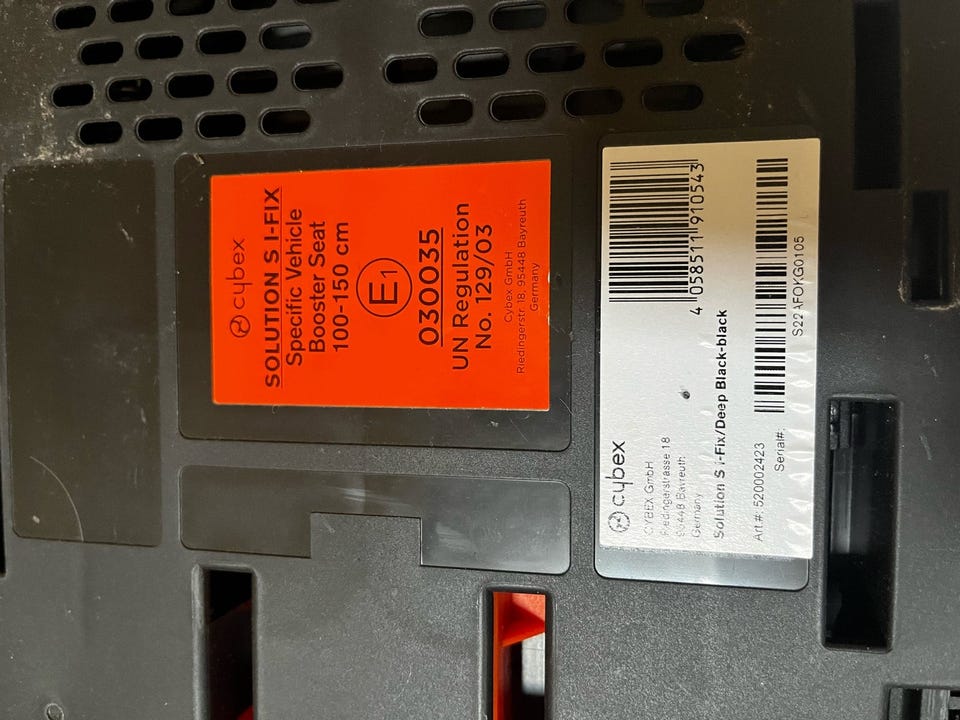 cybex
SOLUTION S I-FIX
Specific Vehicle
Booster Seat
100-150 cm
E1
030035
UN Regulation
No. 129/03
Cybex GmbH
Riedingerstr. 18, 95448 Bayreuth
Germany
4 058511 910543
cybex
CYBEX GmbH
Riedingerstrasse 18
95448 Bayreuth
Germany
Solution S i-Fix/Deep Black-black
Art.#: 520002423
Serial#:
S22AFOKG0105